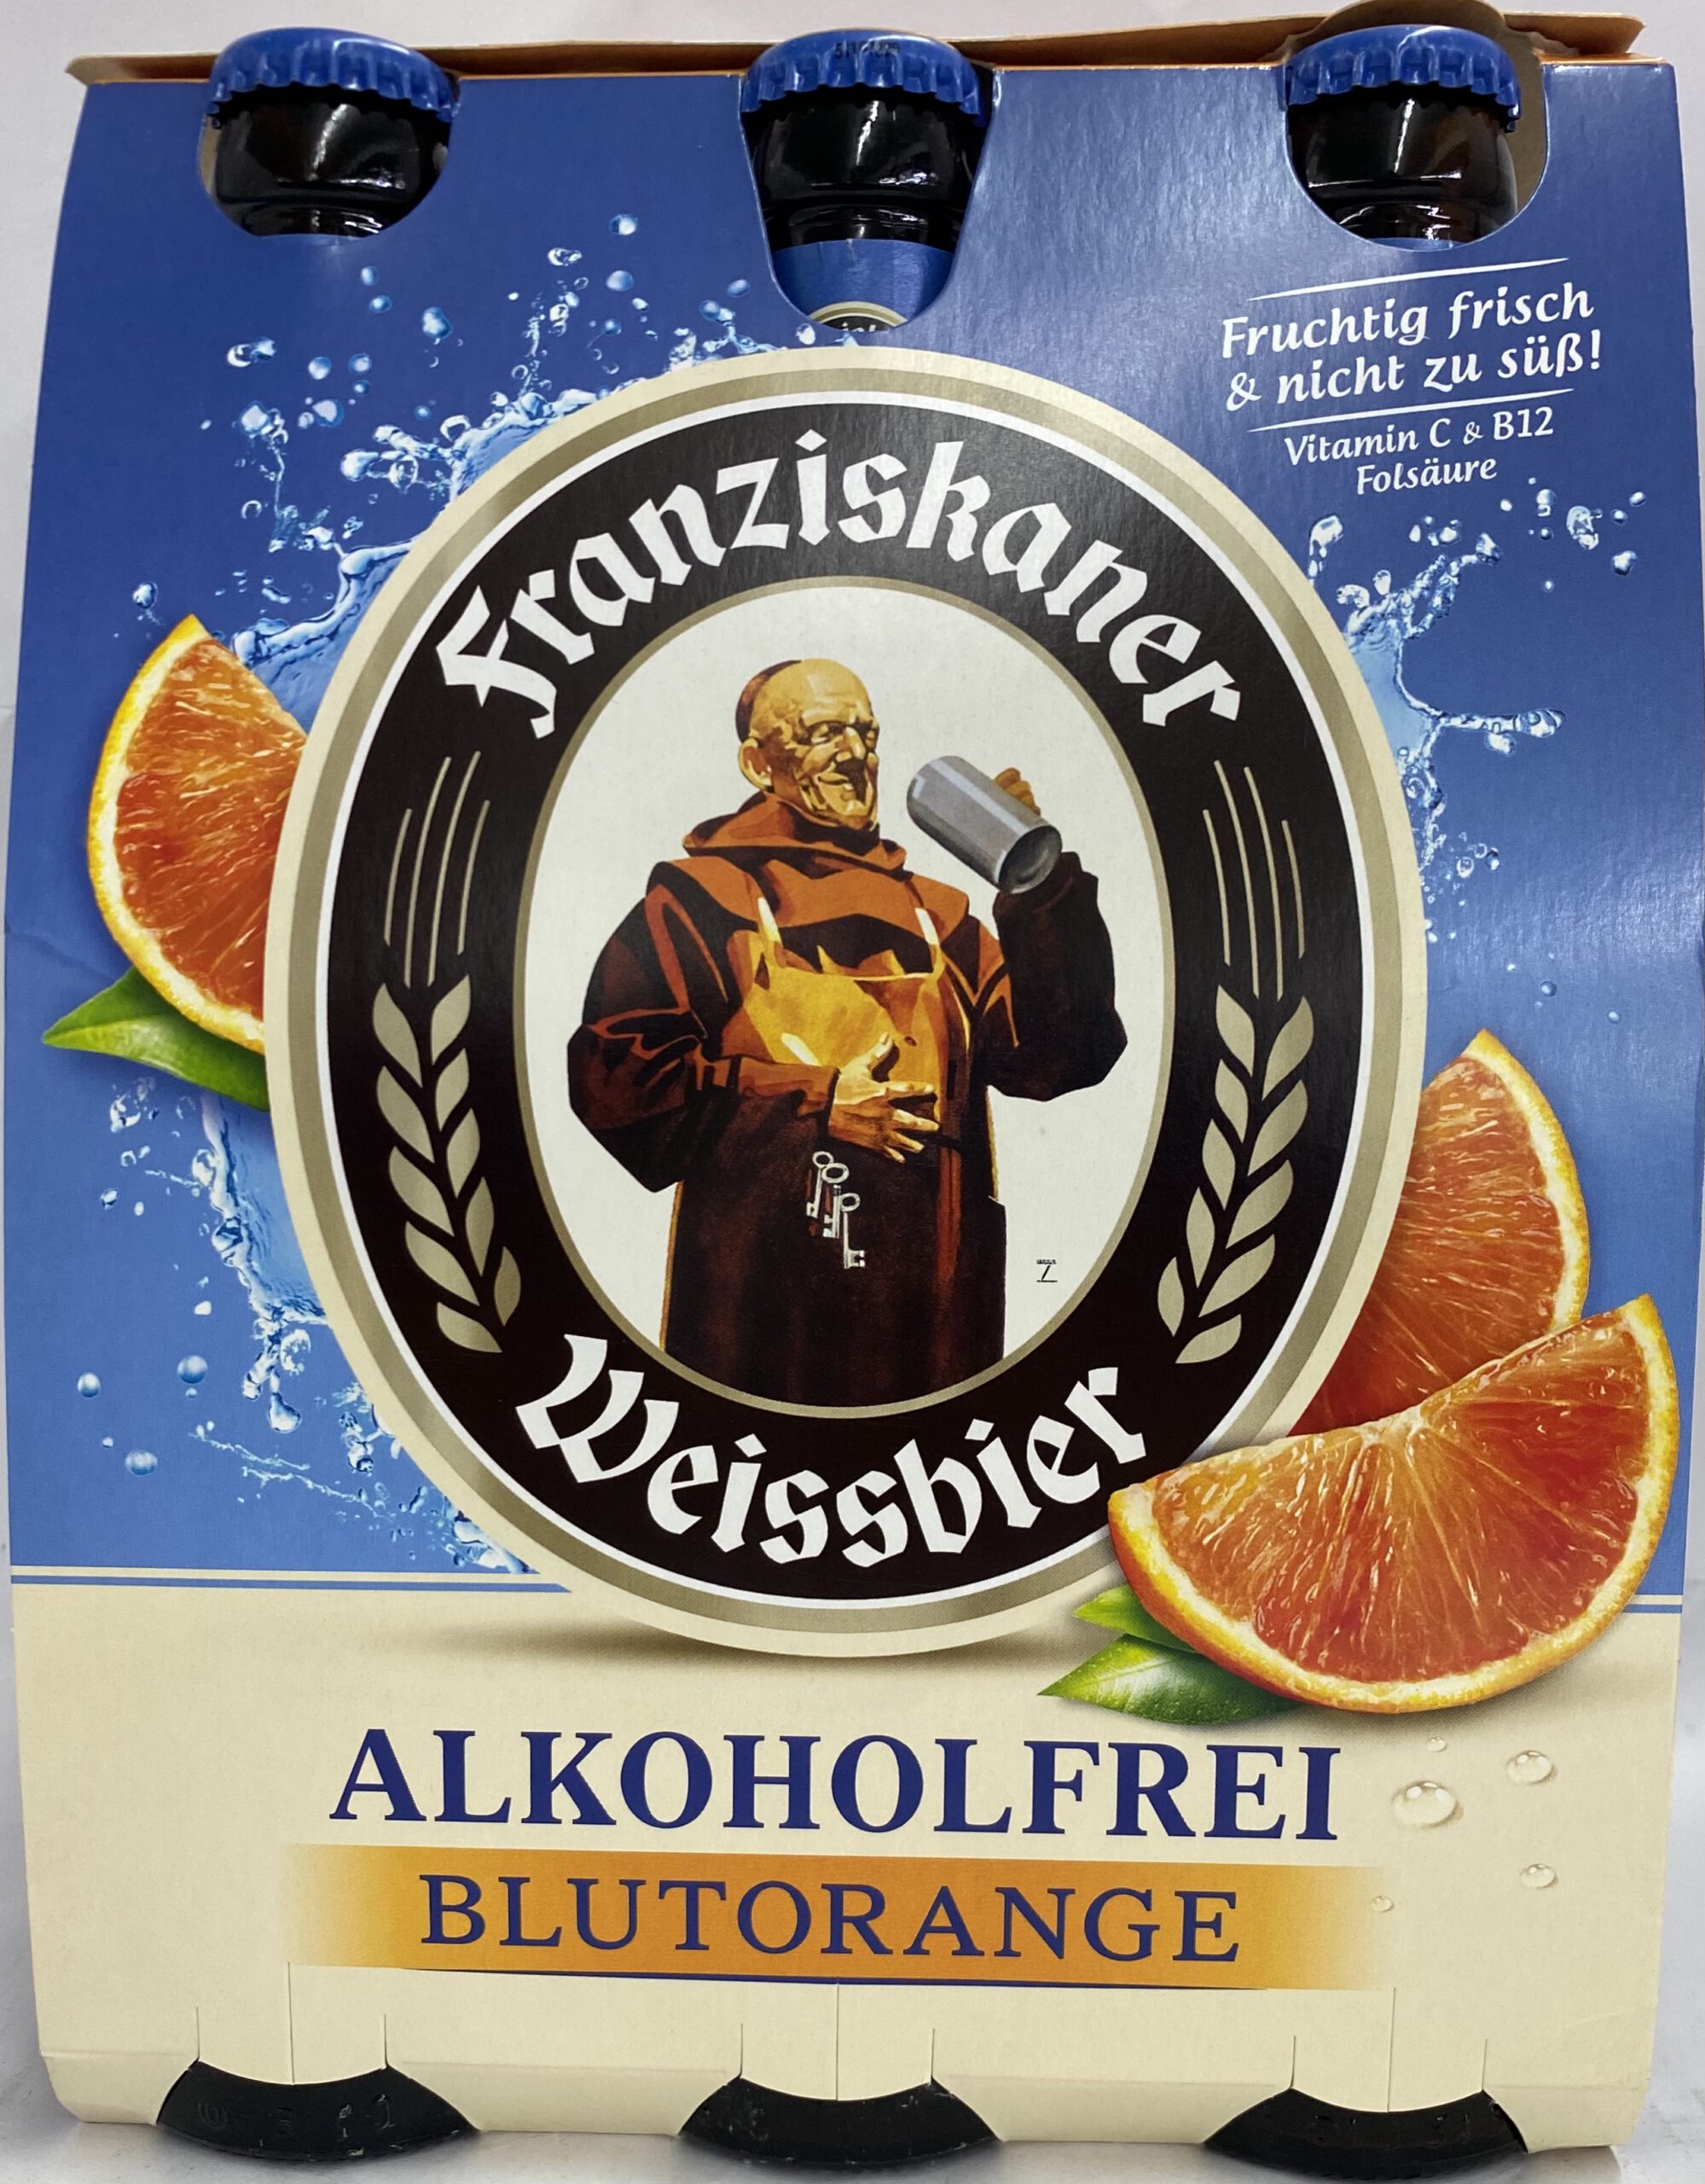 Fruchtig frisch
& nicht zu süß!
Vitamin C & B12
Folsäure
Franziskaner
Weissbier
ALKOHOLFREI
BLUTORANGE